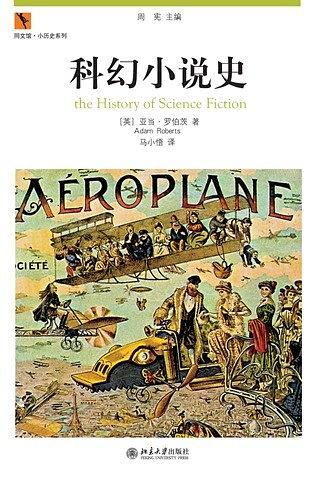 周 宪 主编
同文馆·小历史系列
科幻小说史
the History of Science Fiction
[英] 亚当·罗伯茨 著
Adam Roberts
马小悟 译
AÉROPLANE
OCIÉTÉ
北京大学出版社
PEKING UNIVERSITY PRESS